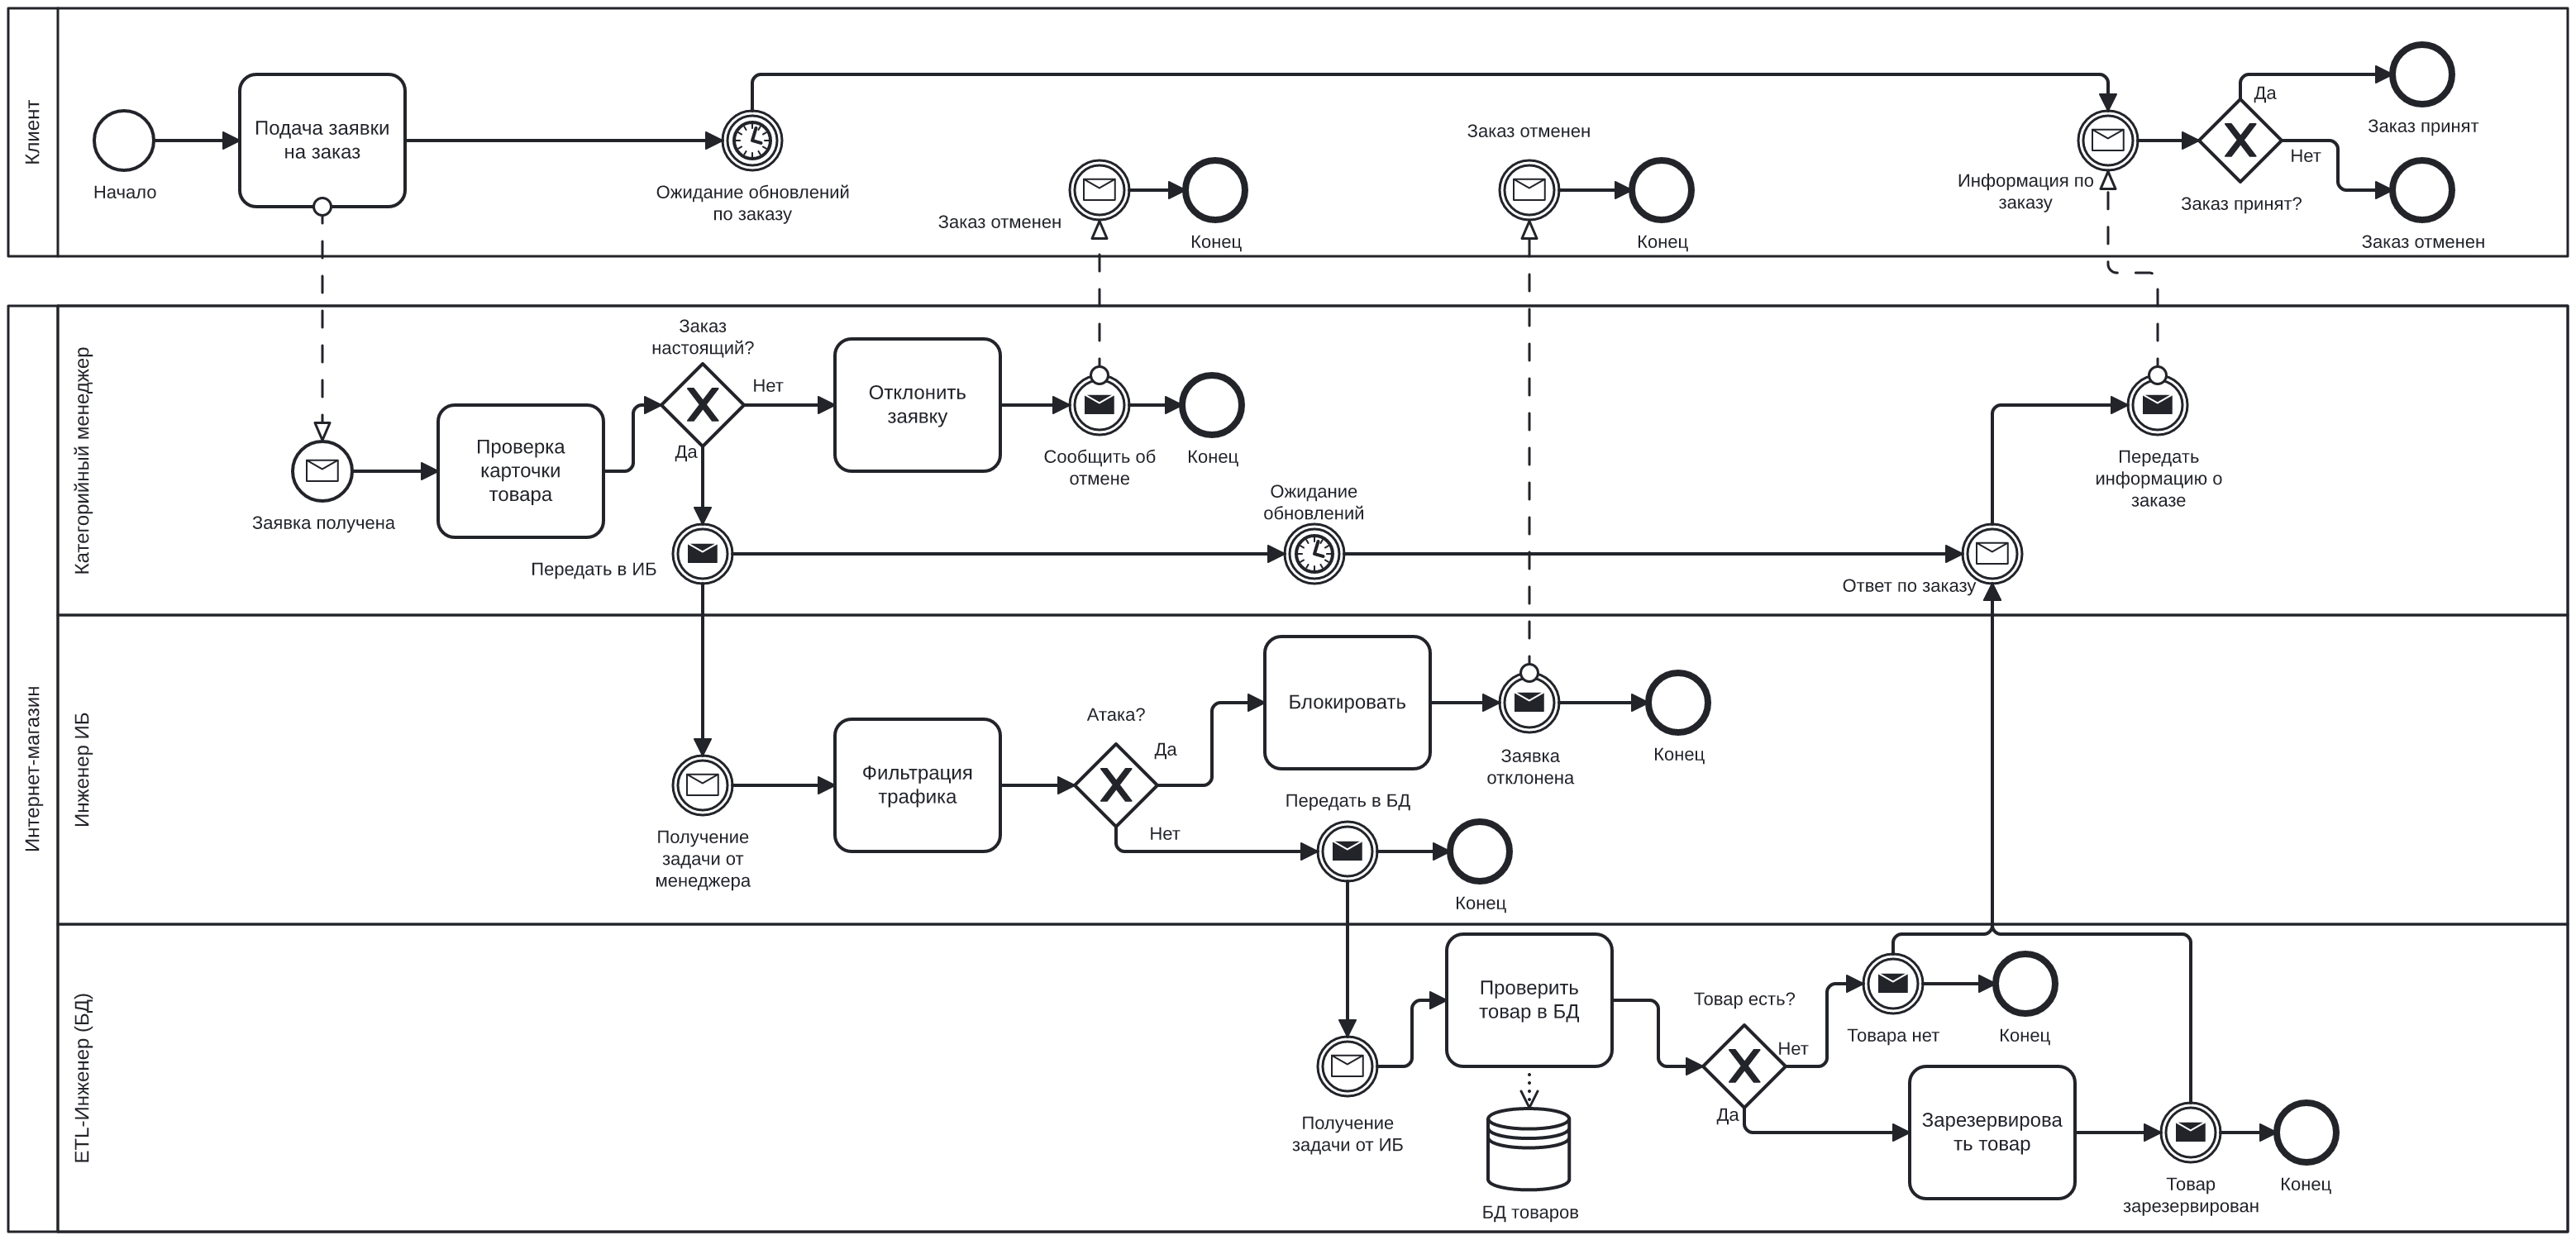 Клиент
Начало
Подача заявки
на заказ
Ожидание обновлений
по заказу
Заказ отменен
Конец
Заказ отменен
Конец
Информация по
заказу
Заказ принят?
Да
Нет
Заказ принят
Заказ отменен
Интернет-магазин
Категорийный менеджер
Заявка получена
Проверка
карточки
товара
Заказ
настоящий?
Нет
Да
Отклонить
заявку
Сообщить об
отмене
Конец
Передать в ИБ
Ожидание
обновлений
Ответ по заказу
Передать
информацию о
заказе
Инженер ИБ
Получение
задачи от
менеджера
Фильтрация
трафика
Атака?
Да
Нет
Блокировать
Заявка
отклонена
Конец
Передать в БД
Конец
ETL-Инженер (БД)
Получение
задачи от ИБ
Проверить
товар в БД
БД товаров
Товар есть?
Нет
Да
Товара нет
Конец
Зарезервирова
ть товар
Товар
зарезервирован
Конец